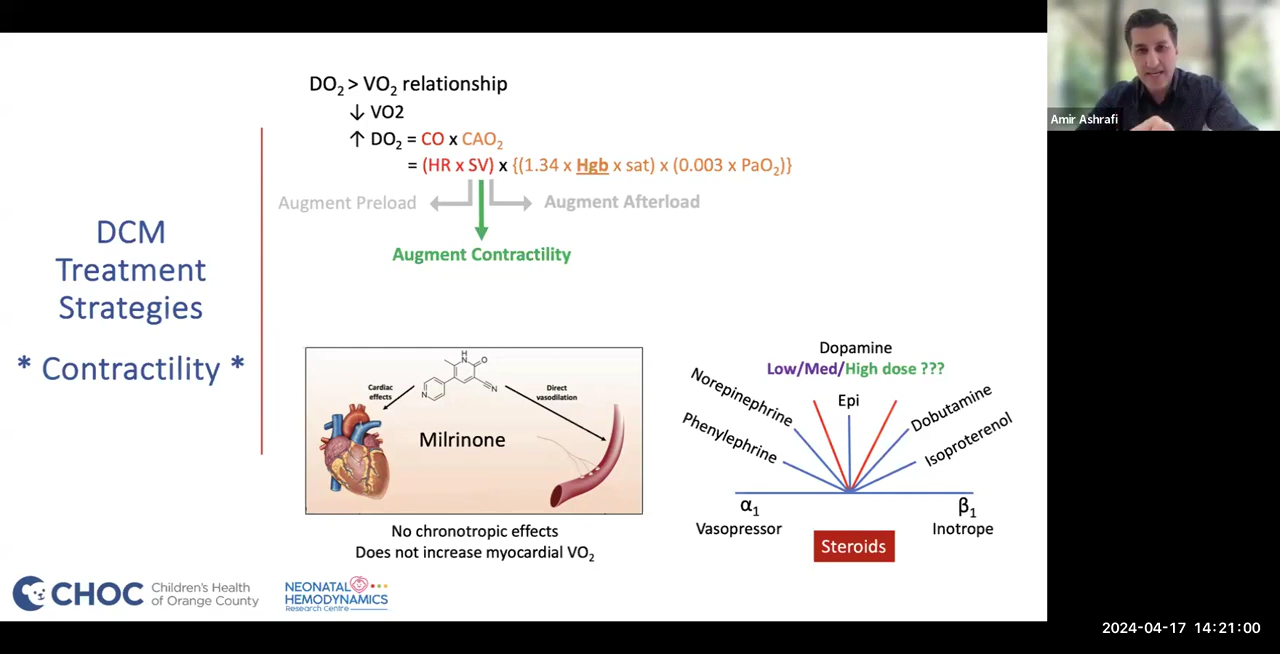 DO₂ > VO₂ relationship
↓ VO2
↑ DO₂ = CO x CAO₂
= (HR x SV) x {(1.34 x Hgb x sat) x (0.003 x PaO₂)}
Augment Preload
Augment Afterload
Augment Contractility
DCM
Treatment
Strategies
* Contractility *
Cardiac
effects
H
N
O
N
N
Direct
vasodilation
Milrinone
No chronotropic effects
Does not increase myocardial VO₂
Dopamine
Low/Med/High dose ???
Norepinephrine
Epi
Dobutamine
Phenylephrine
Isoproterenol
α₁
Vasopressor
β₁
Inotrope
Steroids
CHOC
Children's Health
of Orange County
NEONATAL
HEMODYNAMICS
Research Centre
Amir Ashrafi
2024-04-17 14:21:00